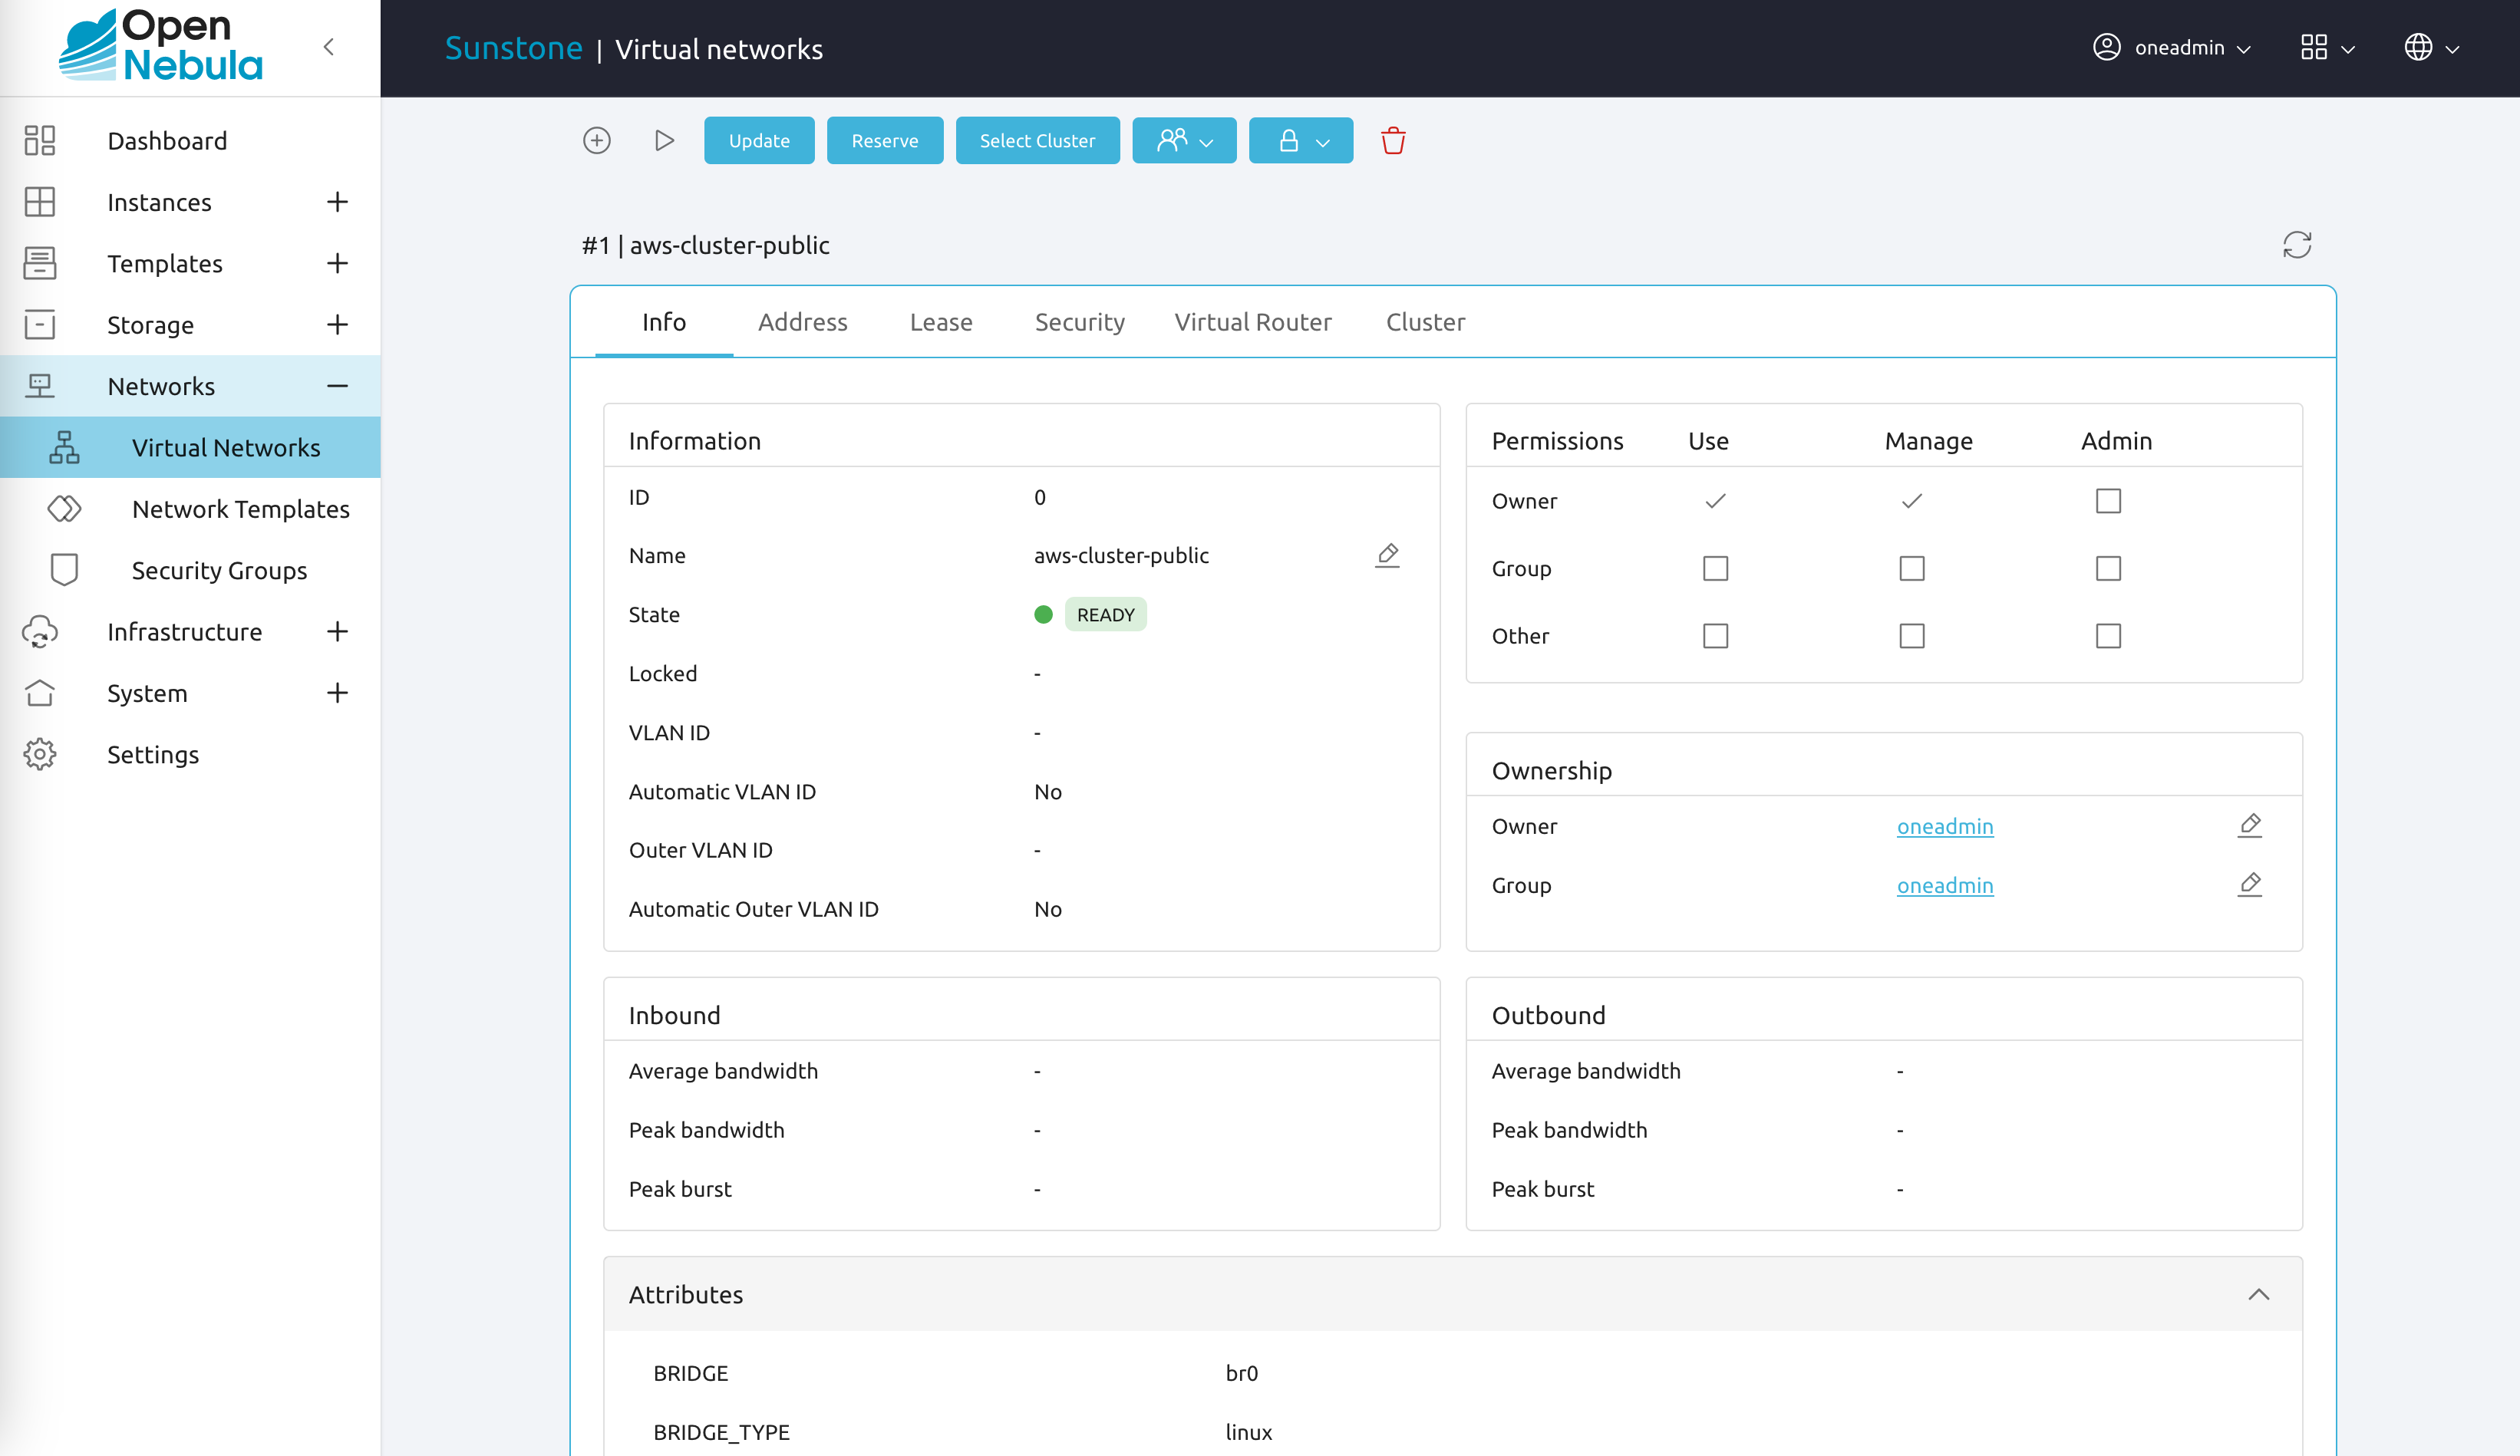 Open
Nebula
Sunstone | Virtual networks
oneadmin
Dashboard
Instances
Templates
Storage
Networks
Virtual Networks
Network Templates
Security Groups
Infrastructure
System
Settings
Update
Reserve
Select Cluster
#1 | aws-cluster-public
Info
Address
Lease
Security
Virtual Router
Cluster
Information
ID 0
Name aws-cluster-public
State READY
Locked -
VLAN ID -
Automatic VLAN ID No
Outer VLAN ID -
Automatic Outer VLAN ID No
Permissions Use Manage Admin
Owner
Group
Other
Ownership
Owner oneadmin
Group oneadmin
Inbound
Average bandwidth -
Peak bandwidth -
Peak burst -
Outbound
Average bandwidth -
Peak bandwidth -
Peak burst -
Attributes
BRIDGE br0
BRIDGE_TYPE linux